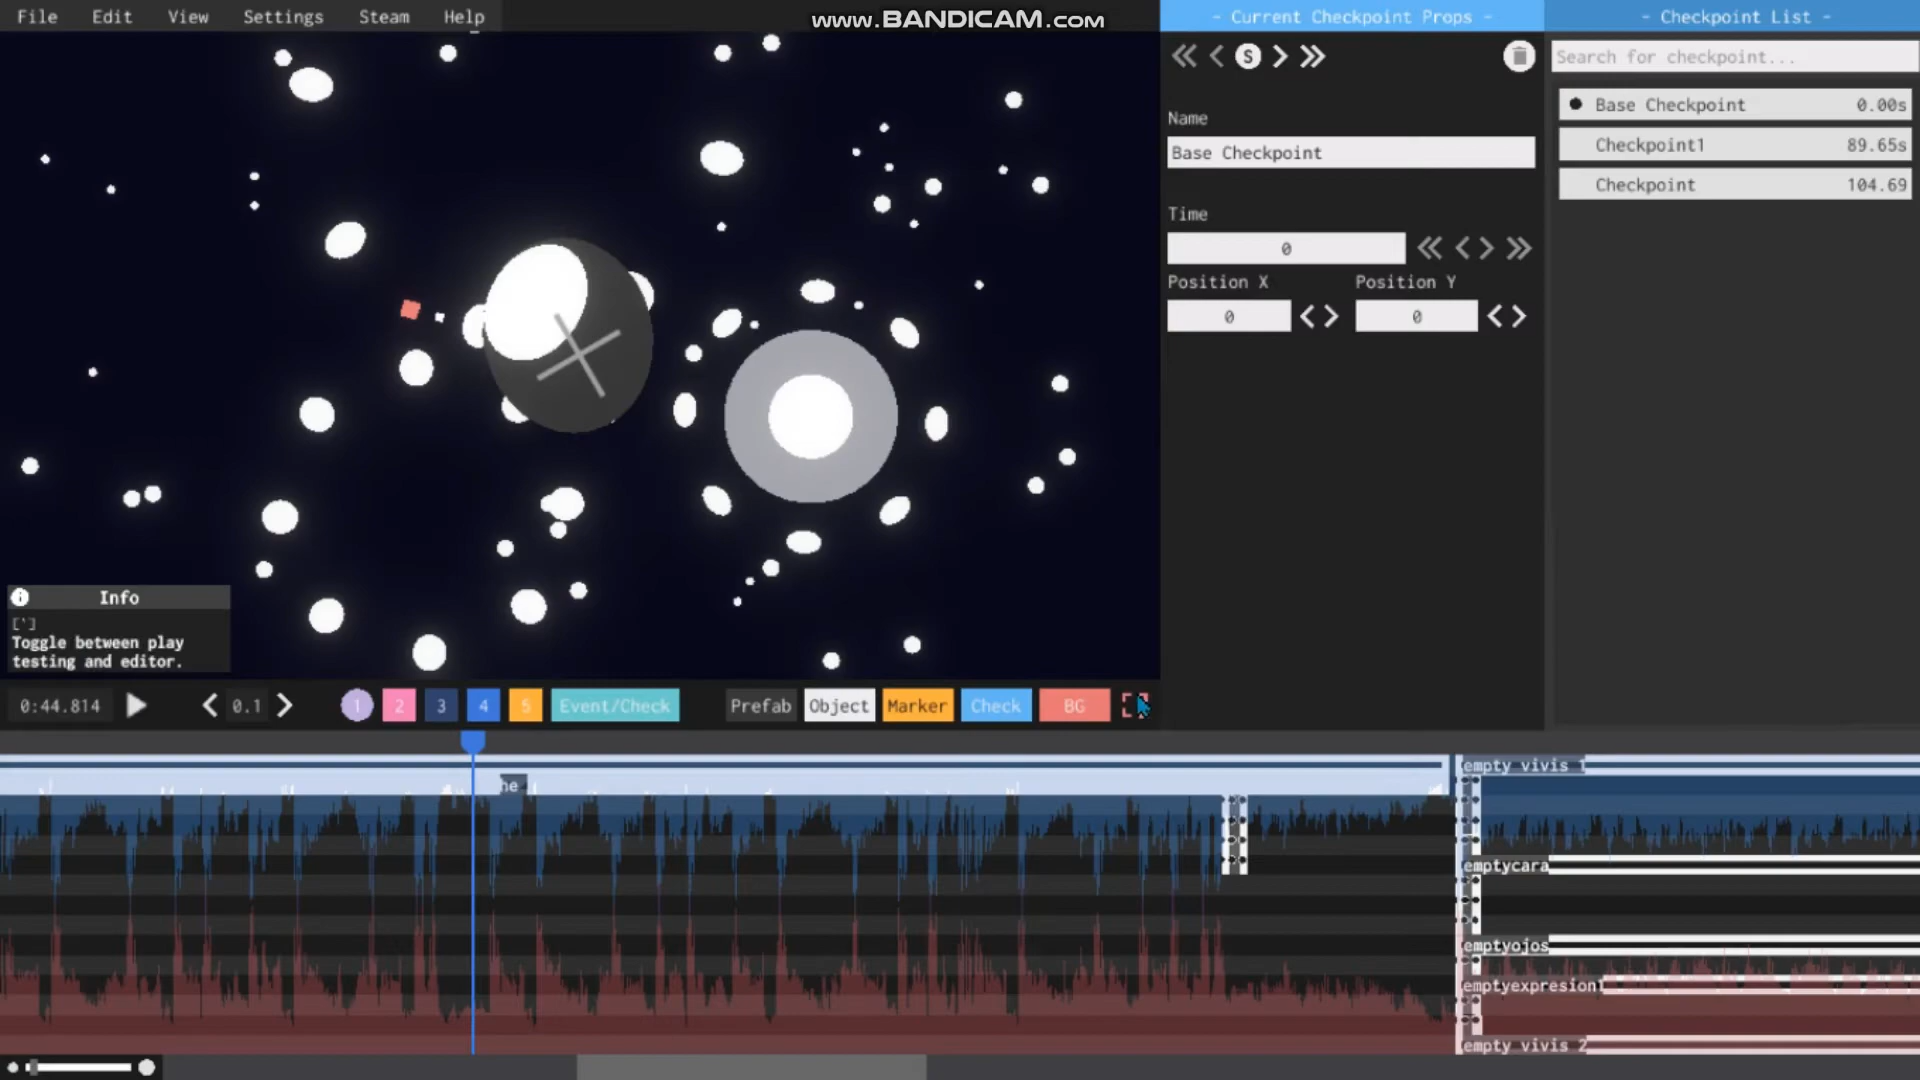 File Edit View Settings Steam Help
www.BANDICAM.com
- Current Checkpoint Props -
- Checkpoint List -
S
Search for checkpoint...
Name
Base Checkpoint
Base Checkpoint 0.00s
Checkpoint1 89.65s
Checkpoint 104.69
Time
0
Position X Position Y
0 0
Info
[`]
Toggle between play
testing and editor.
0:44.814 0.1 1 2 3 4 5 Event/Check Prefab Object Marker Check BG
empty vivis 1
he
emptycara
emptyojos
emptyexpresion1
empty vivis 2